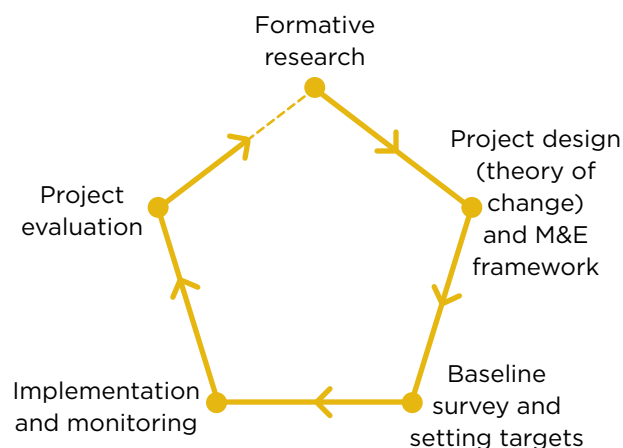 Formative
research
Project design
(theory of
change)
and M&E
framework
Baseline
survey and
setting targets
Implementation
and monitoring
Project
evaluation